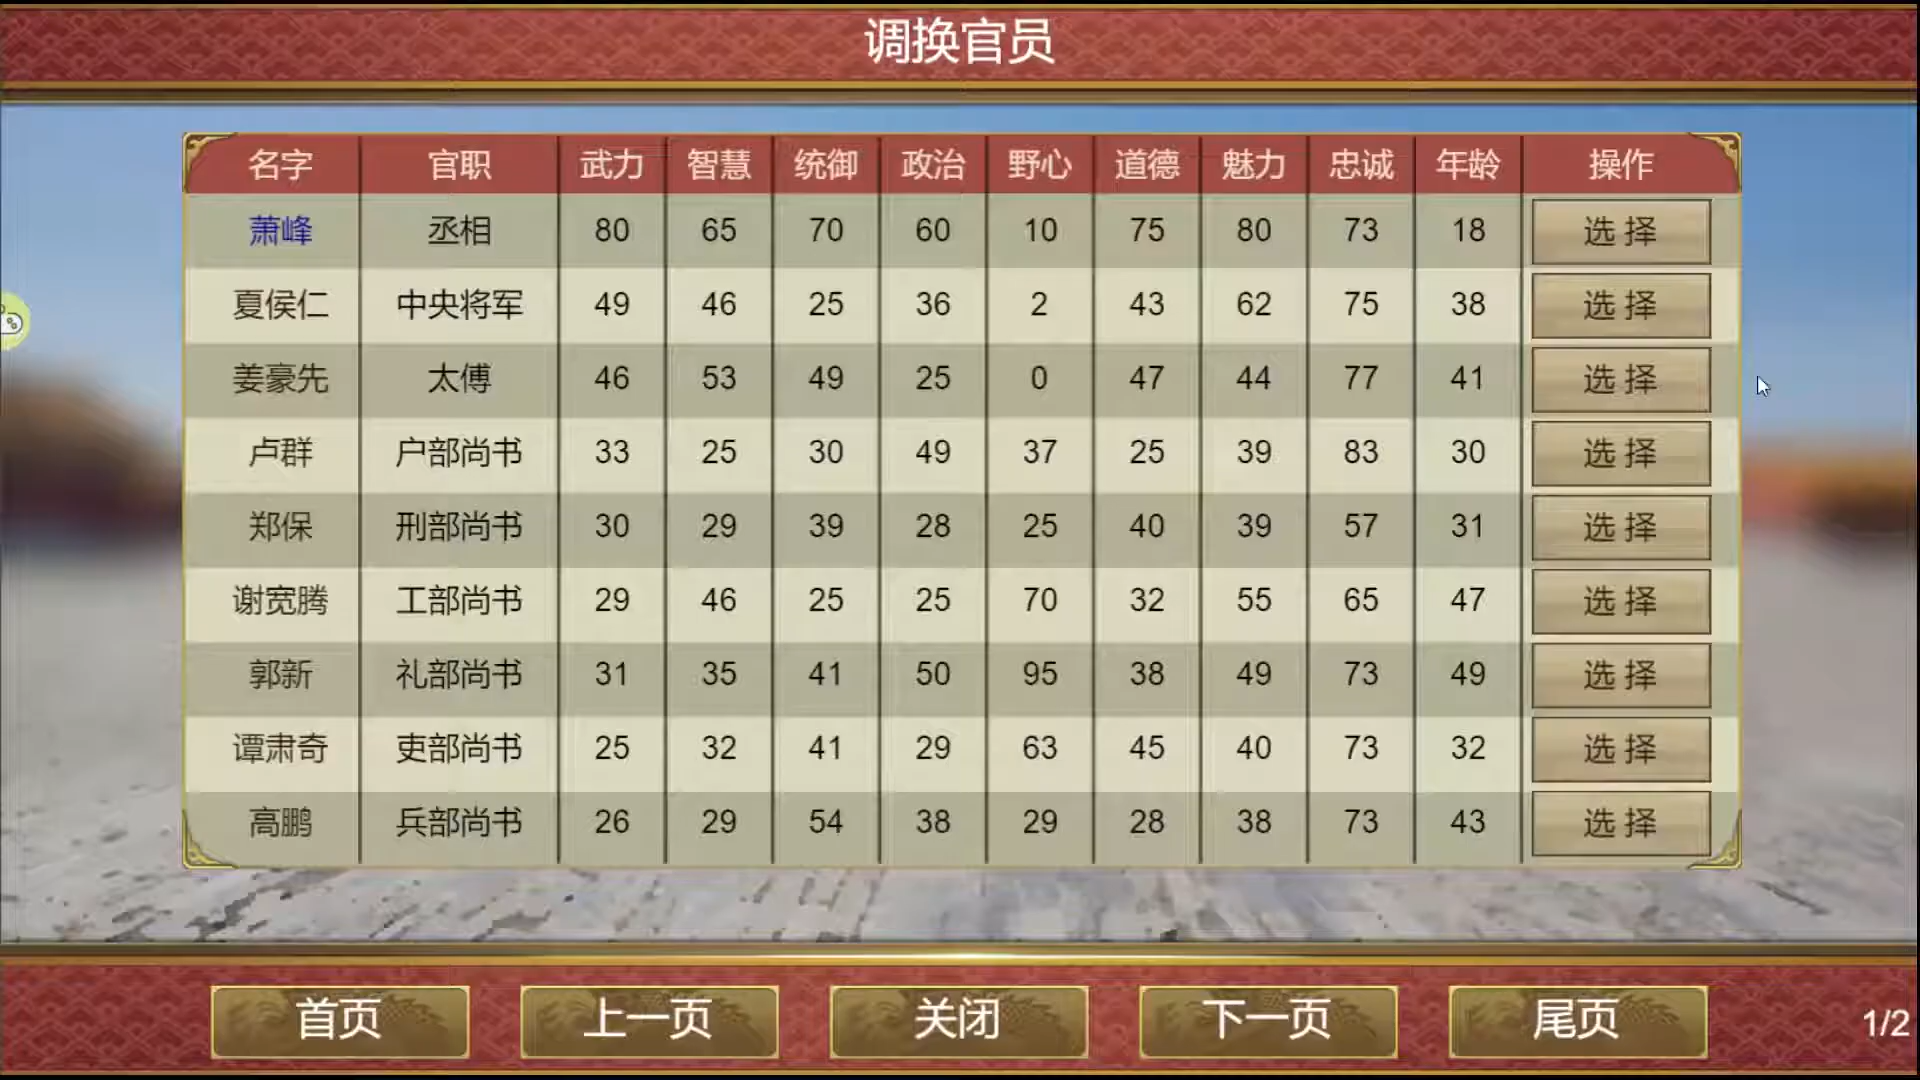 调换官员
名字 官职 武力 智慧 统御 政治 野心 道德 魅力 忠诚 年龄 操作
萧峰 丞相 80 65 70 60 10 75 80 73 18 选择
夏侯仁 中央将军 49 46 25 36 2 43 62 75 38 选择
姜豪先 太傅 46 53 49 25 0 47 44 77 41 选择
卢群 户部尚书 33 25 30 49 37 25 39 83 30 选择
郑保 刑部尚书 30 29 39 28 25 40 39 57 31 选择
谢宽腾 工部尚书 29 46 25 25 70 32 55 65 47 选择
郭新 礼部尚书 31 35 41 50 95 38 49 73 49 选择
谭肃奇 吏部尚书 25 32 41 29 63 45 40 73 32 选择
高鹏 兵部尚书 26 29 54 38 29 28 38 73 43 选择
首页 上一页 关闭 下一页 尾页 1/2